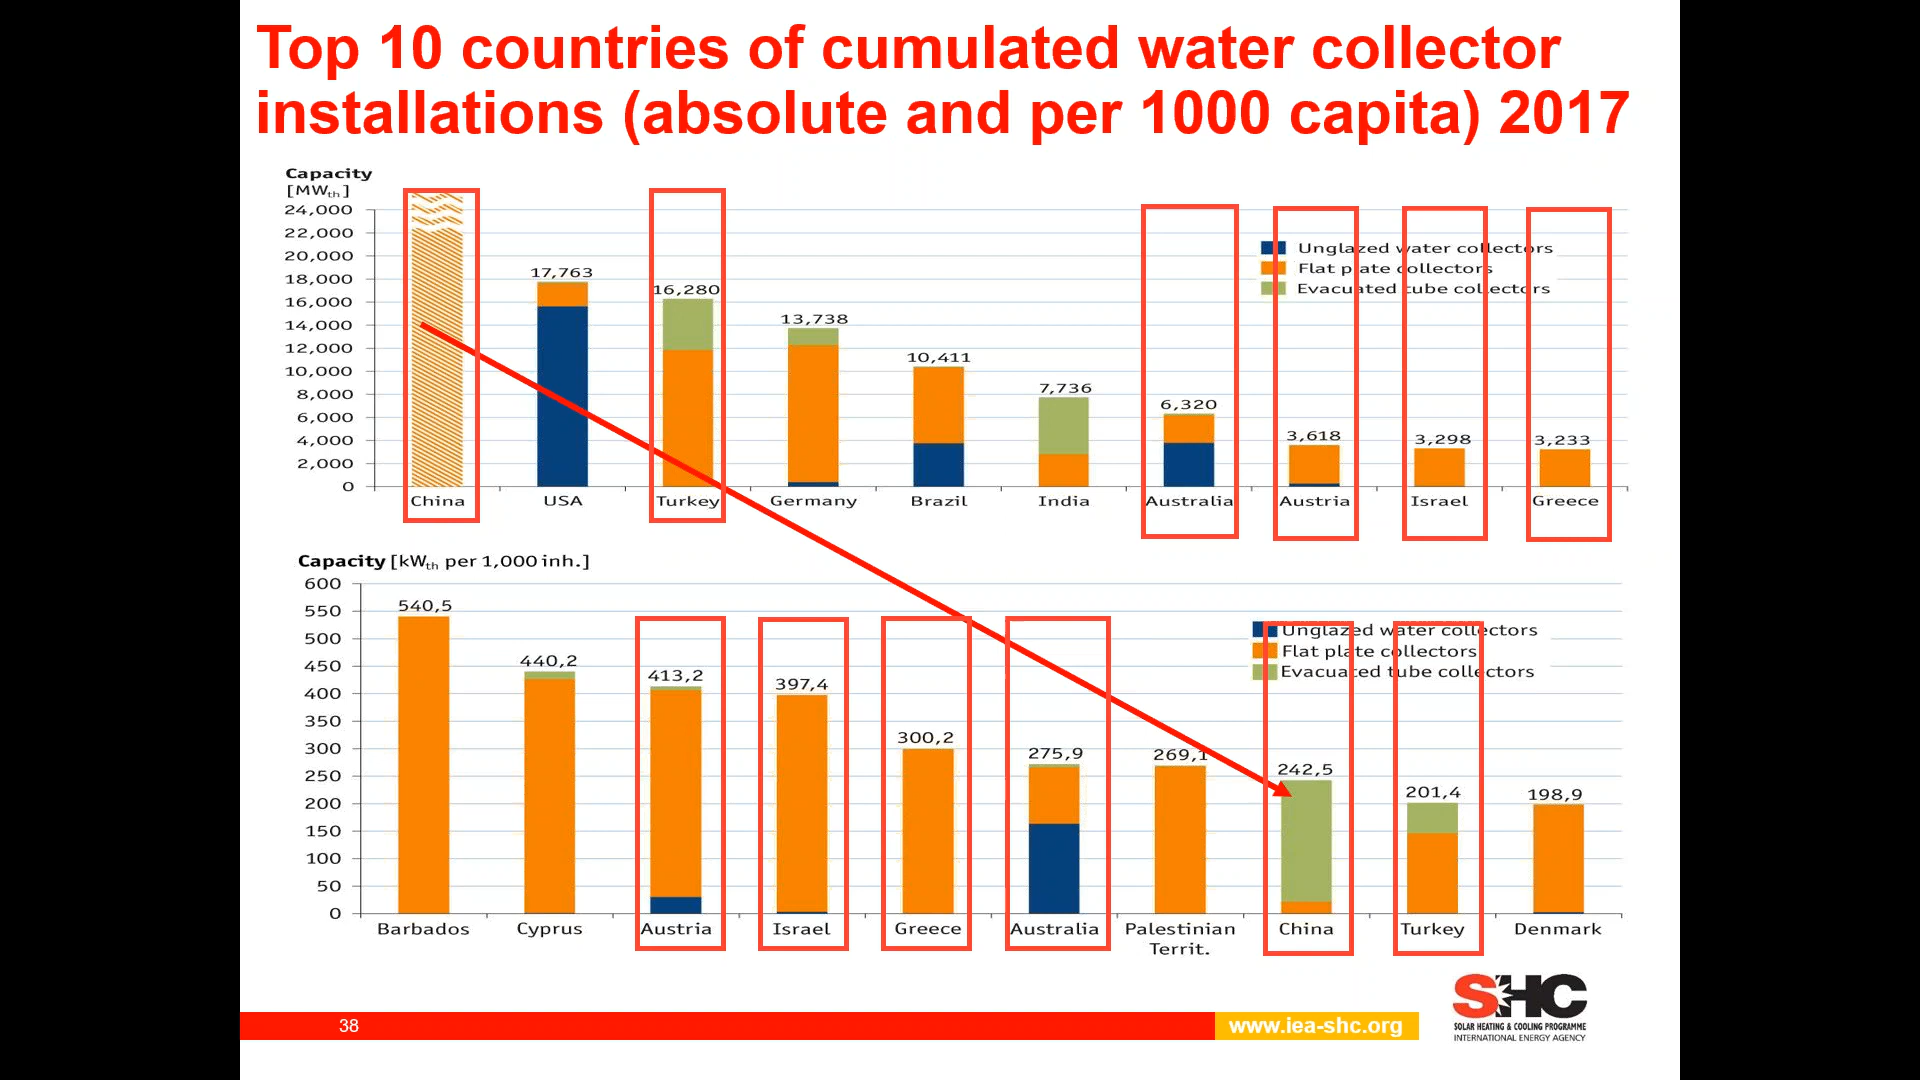 Top 10 countries of cumulated water collector
installations (absolute and per 1000 capita) 2017
Capacity
[MWth]
24,000
22,000
20,000
18,000
16,000
14,000
12,000
10,000
8,000
6,000
4,000
2,000
0
17,763
16,280
13,738
10,411
7,736
6,320
3,618
3,298
3,233
Unglazed water collectors
Flat plate collectors
Evacuated tube collectors
China USA Turkey Germany Brazil India Australia Austria Israel Greece
Capacity [kWth per 1,000 inh.]
600
550
500
450
400
350
300
250
200
150
100
50
0
540,5
440,2
413,2
397,4
300,2
275,9
269,1
242,5
201,4
198,9
Unglazed water collectors
Flat plate collectors
Evacuated tube collectors
Barbados Cyprus Austria Israel Greece Australia Palestinian China Turkey Denmark
Territ.
38
www.iea-shc.org
SHC
SOLAR HEATING & COOLING PROGRAMME
INTERNATIONAL ENERGY AGENCY